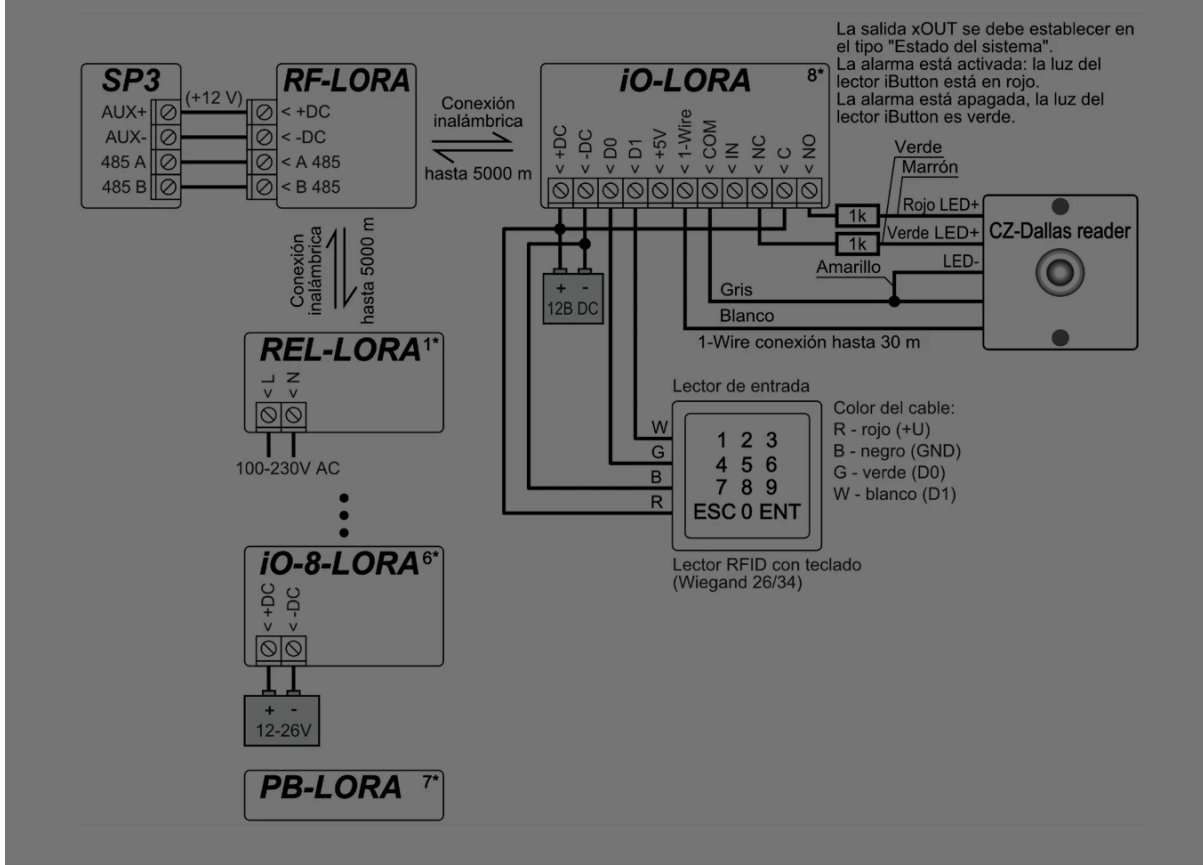 La salida xOUT se debe establecer en
el tipo "Estado del sistema".
La alarma está activada: la luz del
lector iButton está en rojo.
La alarma está apagada, la luz del
lector iButton es verde.
SP3
RF-LORA
iO-LORA 8*
(+12 V)
AUX+
AUX-
485 A
485 B
< +DC
< -DC
< A 485
< B 485
Conexión
inalámbrica
hasta 5000 m
< +DC
< -DC
< D0
< D1
< +5V
< 1-Wire
< COM
< IN
< NC
< C
< NO
Verde
Marrón
1k
Rojo LED+
1k
Verde LED+
LED-
Amarillo
Gris
Blanco
1-Wire conexión hasta 30 m
CZ-Dallas reader
+ -
12B DC
Conexión
inalámbrica
hasta 5000 m
REL-LORA 1*
< L
< N
100-230V AC
Lector de entrada
W
G
B
R
1 2 3
4 5 6
7 8 9
ESC 0 ENT
Color del cable:
R - rojo (+U)
B - negro (GND)
G - verde (D0)
W - blanco (D1)
Lector RFID con teclado
(Wiegand 26/34)
iO-8-LORA 6*
< +DC
< -DC
+ -
12-26V
PB-LORA 7*